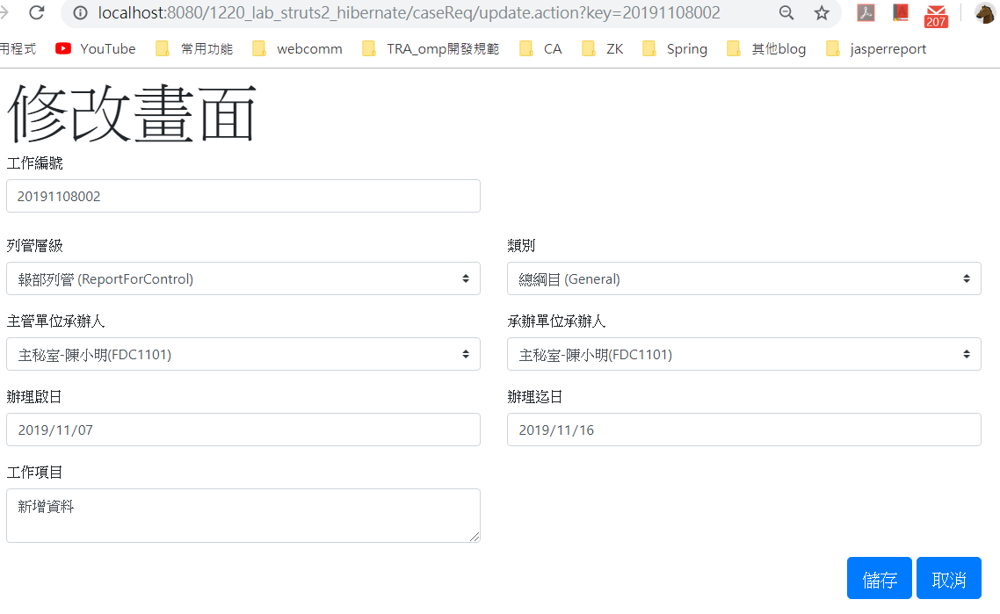 localhost:8080/1220_lab_struts2_hibernate/caseReq/update.action?key=20191108002
207
用程式 YouTube 常用功能 webcomm TRA_omp開發規範 CA ZK Spring 其他blog jasperreport
修改畫面
工作編號
20191108002
列管層級 類別
報部列管 (ReportForControl) 總綱目 (General)
主管單位承辦人 承辦單位承辦人
主秘室-陳小明(FDC1101) 主秘室-陳小明(FDC1101)
辦理啟日 辦理迄日
2019/11/07 2019/11/16
工作項目
新增資料
儲存 取消